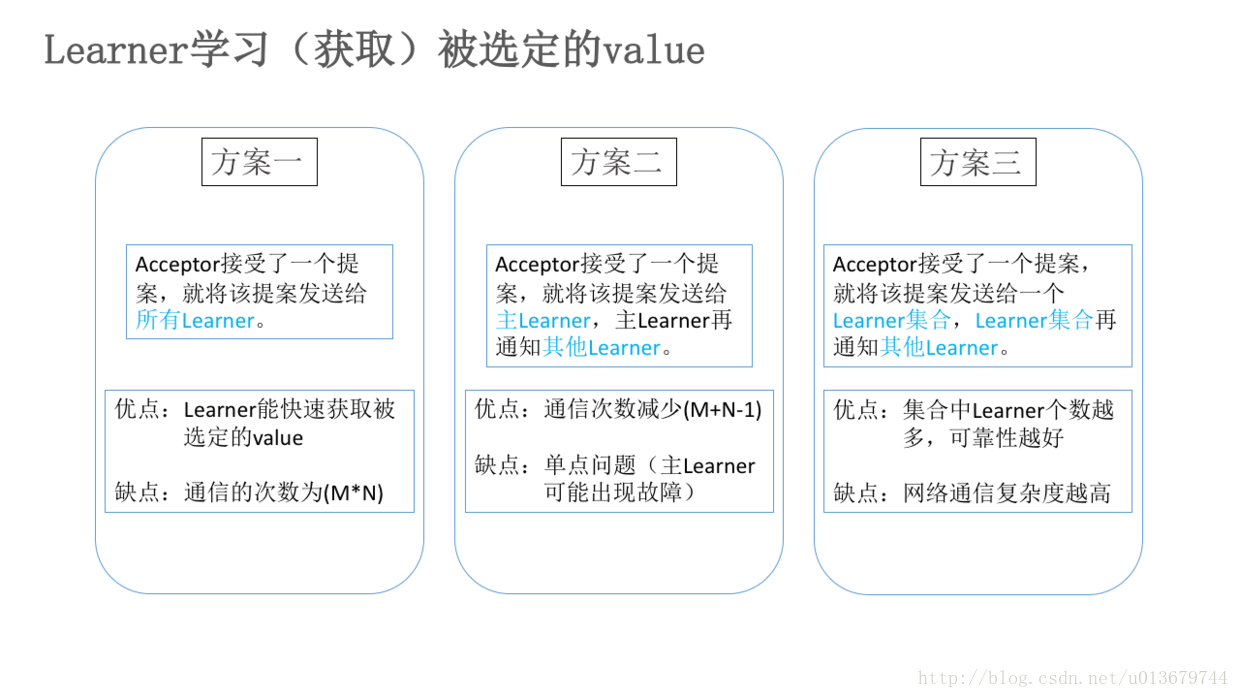 Learner学习（获取）被选定的value
方案一
Acceptor接受了一个提
案，就将该提案发送给
所有Learner。
优点：Learner能快速获取被
选定的value
缺点：通信的次数为(M*N)
方案二
Acceptor接受了一个提
案，就将该提案发送给
主Learner，主Learner再
通知其他Learner。
优点：通信次数减少(M+N-1)
缺点：单点问题（主Learner
可能出现故障）
方案三
Acceptor接受了一个提案，
就将该提案发送给一个
Learner集合，Learner集合再
通知其他Learner。
优点：集合中Learner个数越
多，可靠性越好
缺点：网络通信复杂度越高
http://blog.csdn.net/u013679744